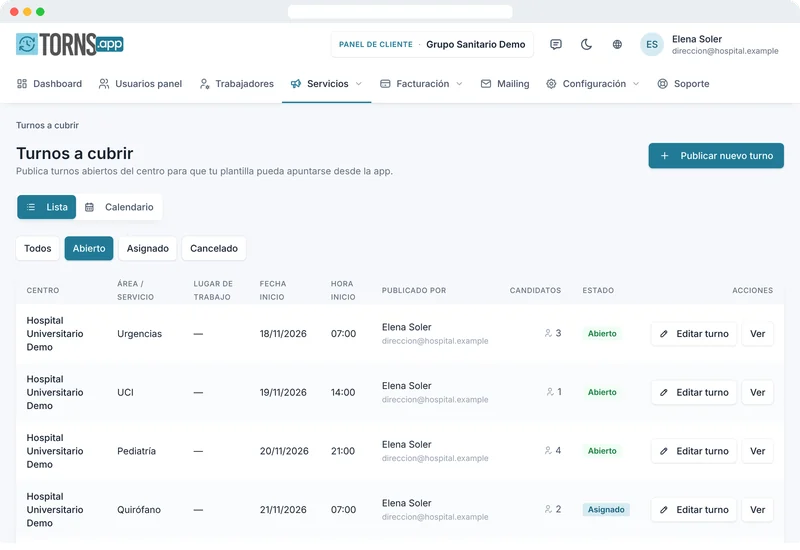 TORNS.app
PANEL DE CLIENTE · Grupo Sanitario Demo
ES
Elena Soler
direccion@hospital.example
Dashboard
Usuarios panel
Trabajadores
Servicios
Facturación
Mailing
Configuración
Soporte
Turnos a cubrir
Turnos a cubrir
Publica turnos abiertos del centro para que tu plantilla pueda apuntarse desde la app.
+ Publicar nuevo turno
Lista
Calendario
Todos
Abierto
Asignado
Cancelado
CENTRO
ÁREA /
SERVICIO
LUGAR DE
TRABAJO
FECHA
INICIO
HORA
INICIO
PUBLICADO POR
CANDIDATOS
ESTADO
ACCIONES
Hospital
Universitario
Demo
Urgencias
—
18/11/2026
07:00
Elena Soler
direccion@hospital.example
3
Abierto
Editar turno
Ver
Hospital
Universitario
Demo
UCI
—
19/11/2026
14:00
Elena Soler
direccion@hospital.example
1
Abierto
Editar turno
Ver
Hospital
Universitario
Demo
Pediatría
—
20/11/2026
21:00
Elena Soler
direccion@hospital.example
4
Abierto
Editar turno
Ver
Hospital
Universitario
Demo
Quirófano
—
21/11/2026
07:00
Elena Soler
direccion@hospital.example
2
Asignado
Editar turno
Ver